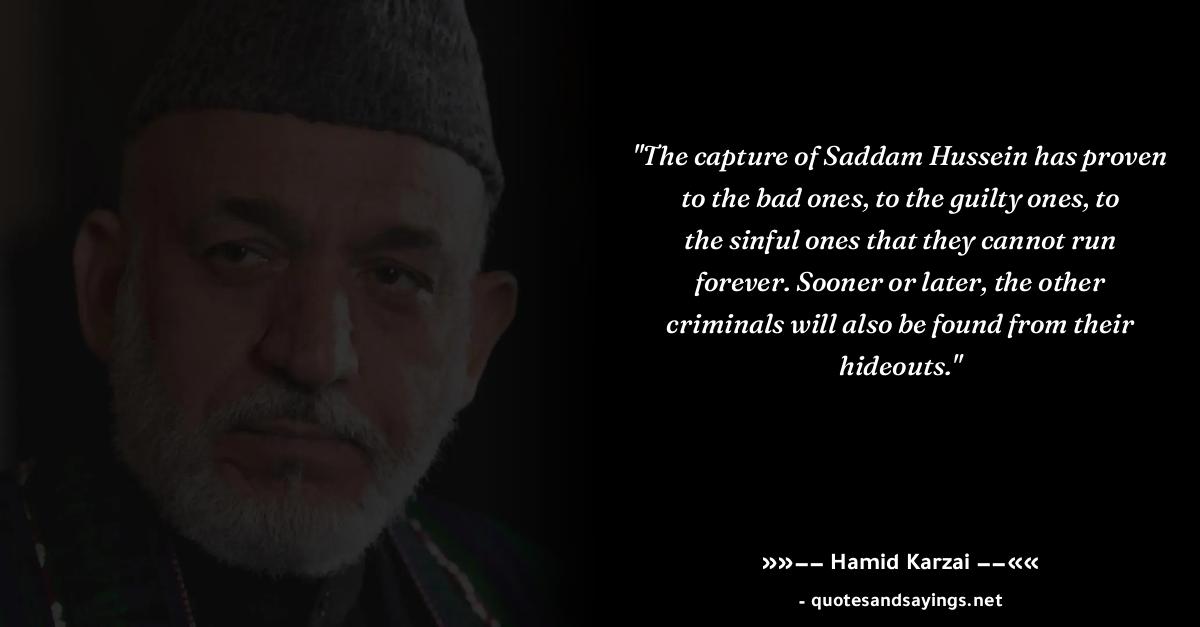 "The capture of Saddam Hussein has proven
to the bad ones, to the guilty ones, to
the sinful ones that they cannot run
forever. Sooner or later, the other
criminals will also be found from their
hideouts."
»»−− Hamid Karzai −−««
- quotesandsayings.net